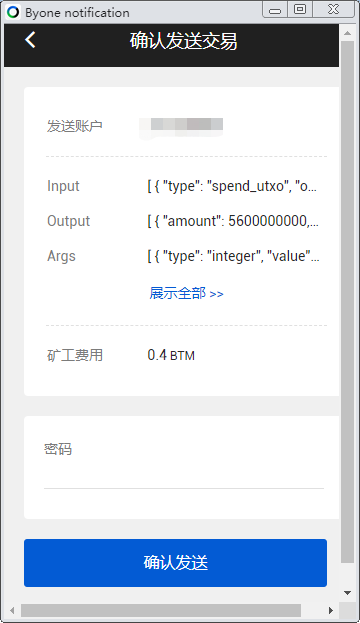 Byone notification
确认发送交易
发送账户
Input [ { "type": "spend_utxo", "o...
Output [ { "amount": 5600000000,...
Args [ { "type": "integer", "value"...
展示全部 >>
矿工费用 0.4 BTM
密码
确认发送